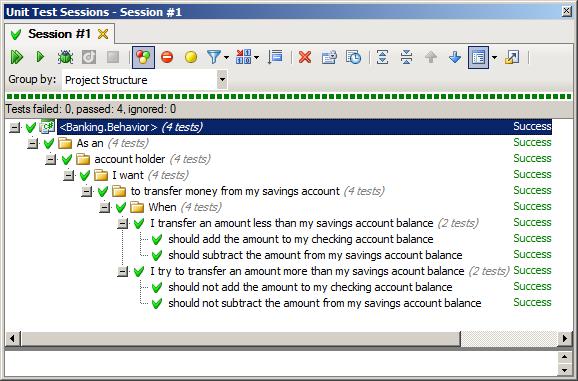 Unit Test Sessions - Session #1
Session #1
Group by: Project Structure
Tests failed: 0, passed: 4, ignored: 0
<Banking.Behavior> (4 tests) Success
As an (4 tests) Success
account holder (4 tests) Success
I want (4 tests) Success
to transfer money from my savings account (4 tests) Success
When (4 tests) Success
I transfer an amount less than my savings account balance (2 tests) Success
should add the amount to my checking account balance Success
should subtract the amount from my savings account balance Success
I try to transfer an amount more than my savings acount balance (2 tests) Success
should not add the amount to my checking account balance Success
should not subtract the amount from my savings account balance Success